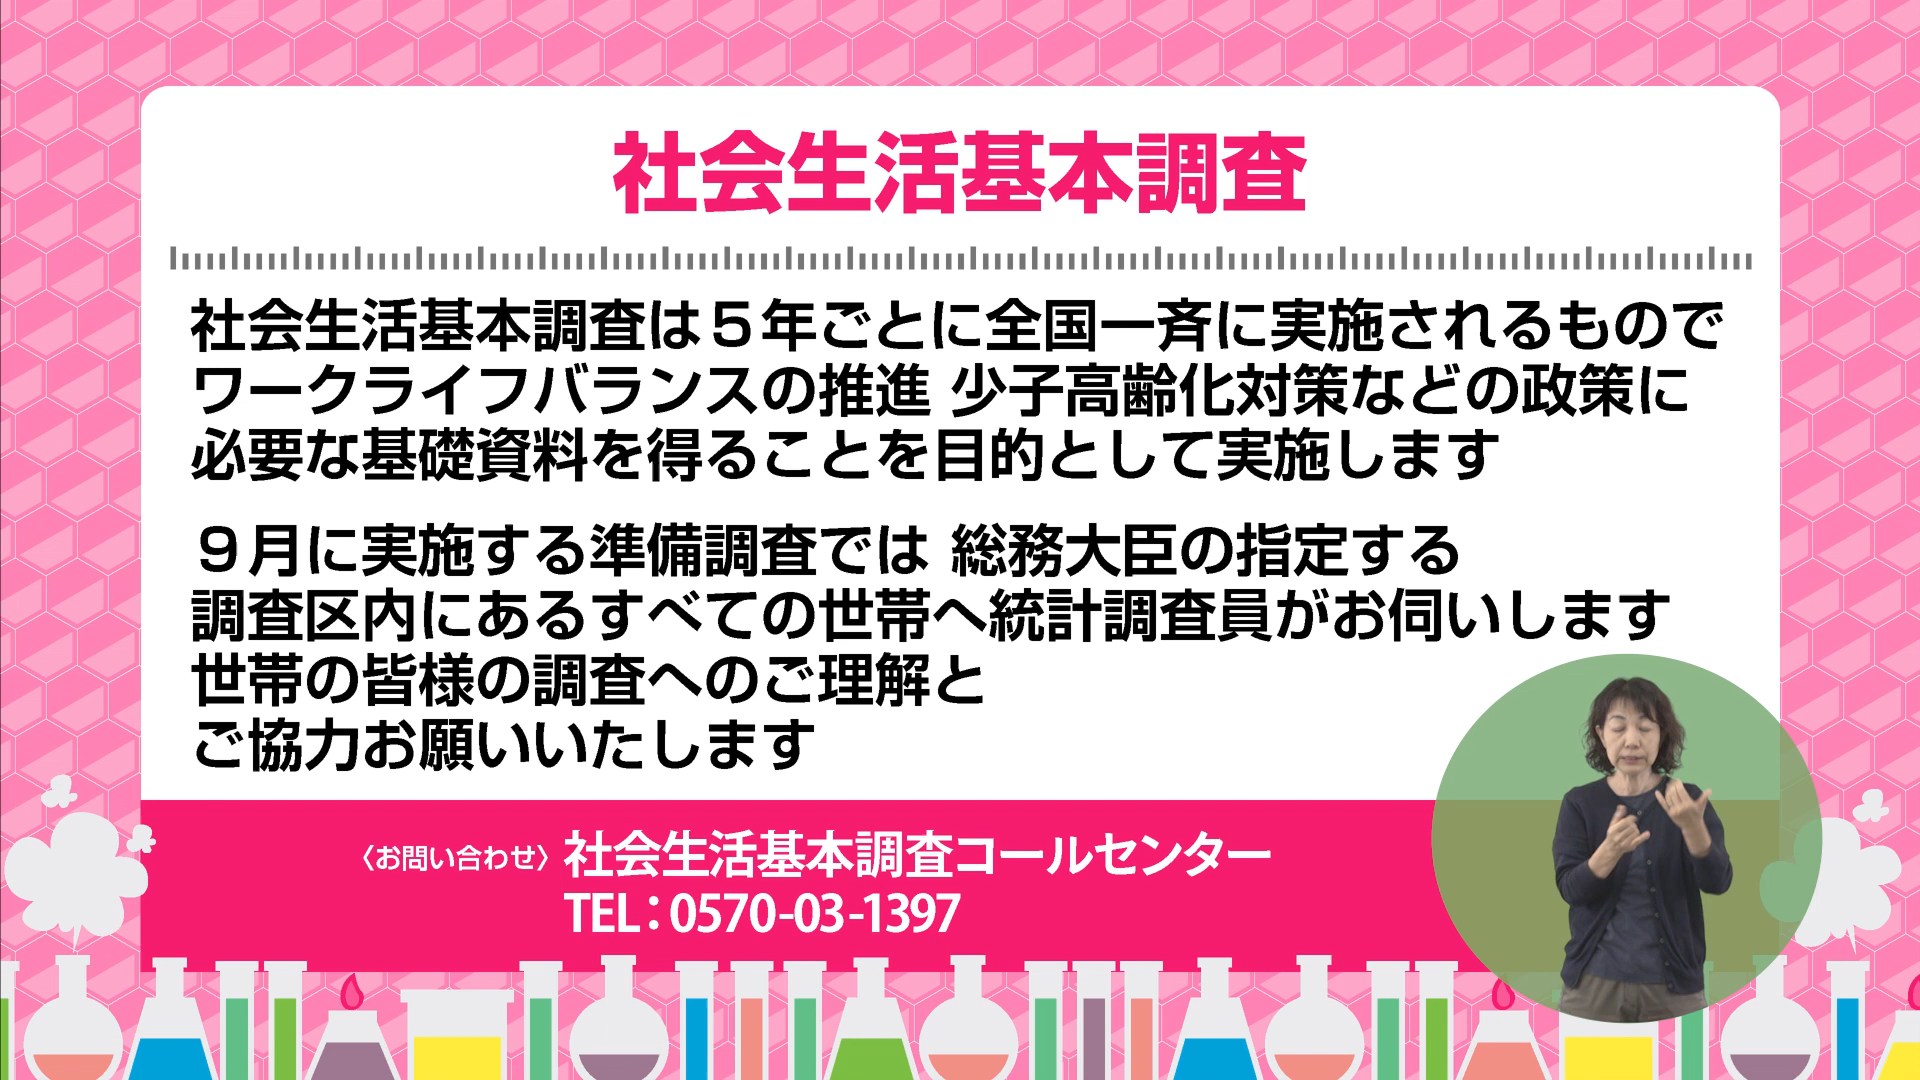 社会生活基本調査
社会生活基本調査は５年ごとに全国一斉に実施されるもので
ワークライフバランスの推進 少子高齢化対策などの政策に
必要な基礎資料を得ることを目的として実施します
９月に実施する準備調査では 総務大臣の指定する
調査区内にあるすべての世帯へ統計調査員がお伺いします
世帯の皆様の調査へのご理解と
ご協力お願いいたします
〈お問い合わせ〉社会生活基本調査コールセンター
TEL：0570-03-1397